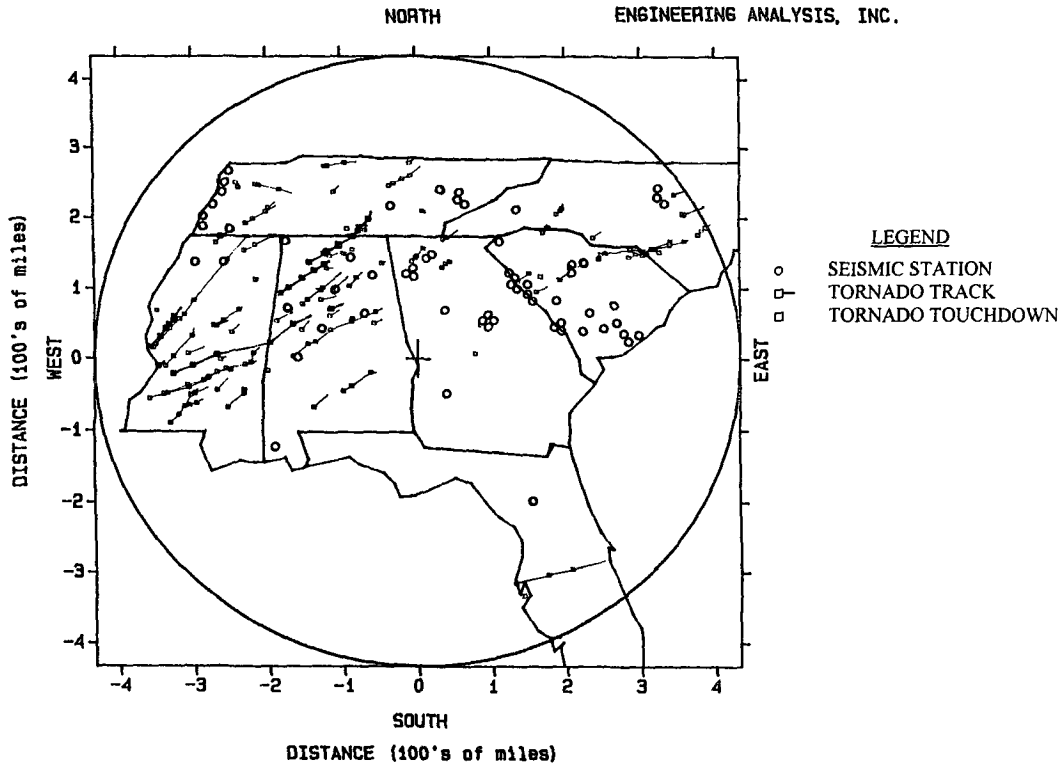 NORTH
ENGINEERING ANALYSIS, INC.
4
3
2
1
0
-1
-2
-3
-4
DISTANCE (100's of miles)
WEST
EAST
LEGEND
SEISMIC STATION
TORNADO TRACK
TORNADO TOUCHDOWN
-4 -3 -2 -1 0 1 2 3 4
SOUTH
DISTANCE (100's of miles)